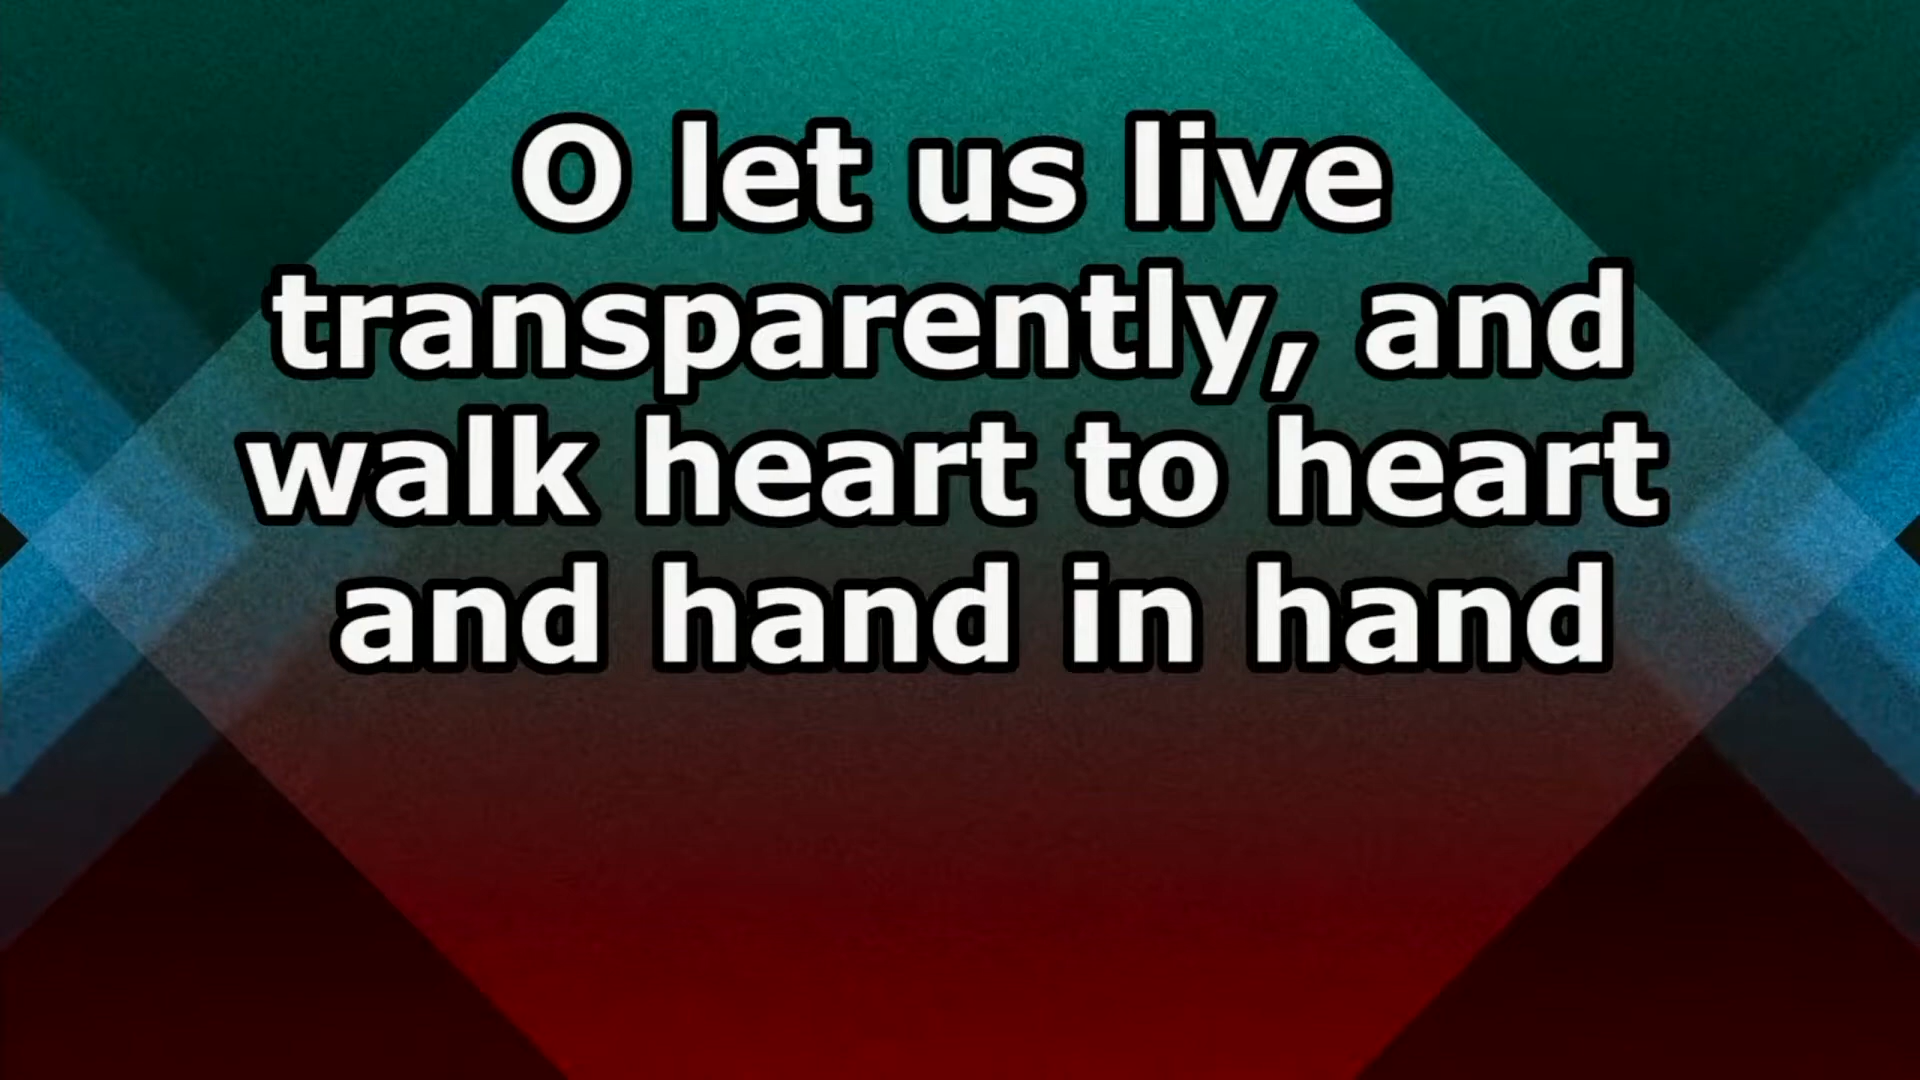 O let us live
transparently, and
walk heart to heart
and hand in hand